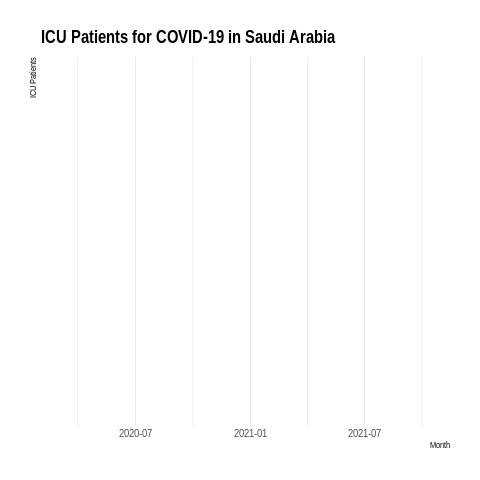 ICU Patients for COVID-19 in Saudi Arabia
ICU Patients
2020-07 2021-01 2021-07
Month